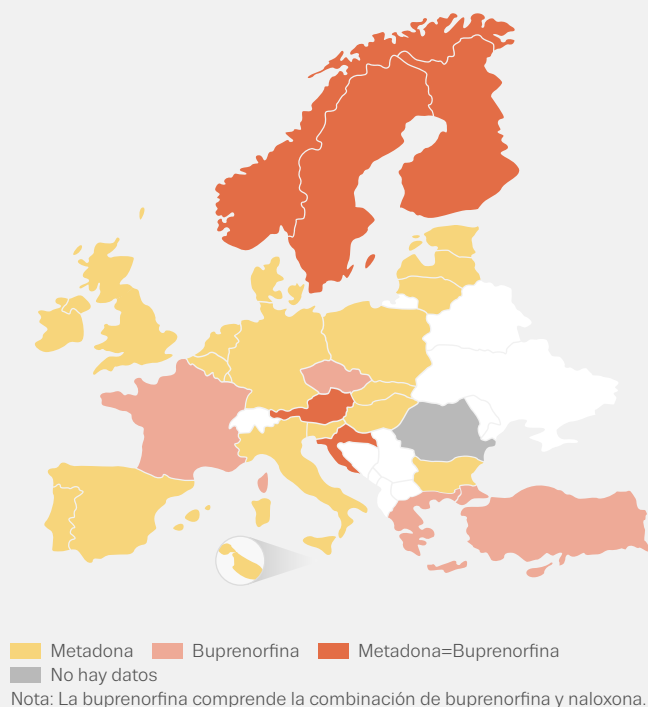 Metadona Buprenorfina Metadona=Buprenorfina
No hay datos
Nota: La buprenorfina comprende la combinación de buprenorfina y naloxona.